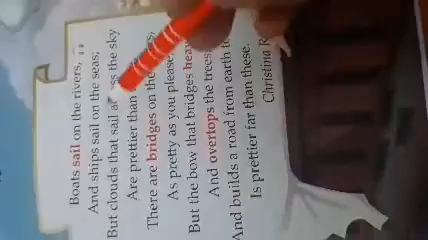 Boats sail on the rivers,
And ships sail on the seas;
But clouds that sail the sky
Are prettier than
There are bridges on the
As pretty as you please
But the bow that bridges
And overtops the trees
And builds a road from earth
Is prettier far than these.
Christina